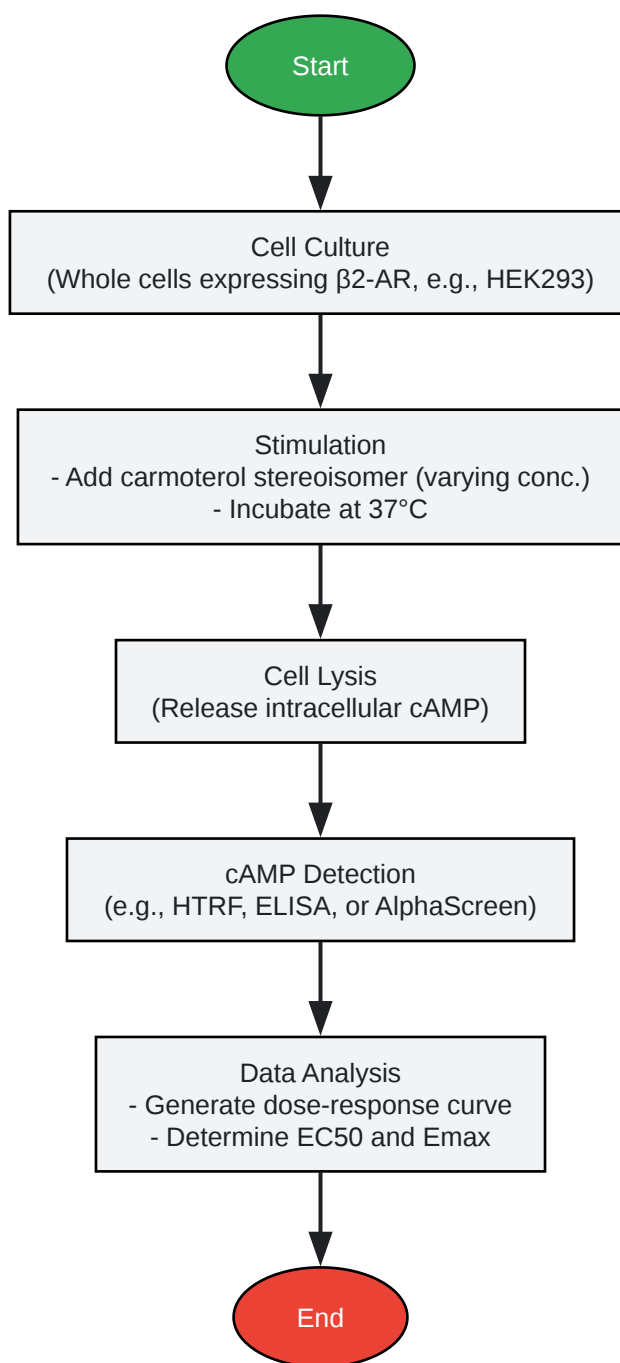 Start
Cell Culture
(Whole cells expressing β2-AR, e.g., HEK293)
Stimulation
- Add carmoterol stereoisomer (varying conc.)
- Incubate at 37°C
Cell Lysis
(Release intracellular cAMP)
cAMP Detection
(e.g., HTRF, ELISA, or AlphaScreen)
Data Analysis
- Generate dose-response curve
- Determine EC50 and Emax
End